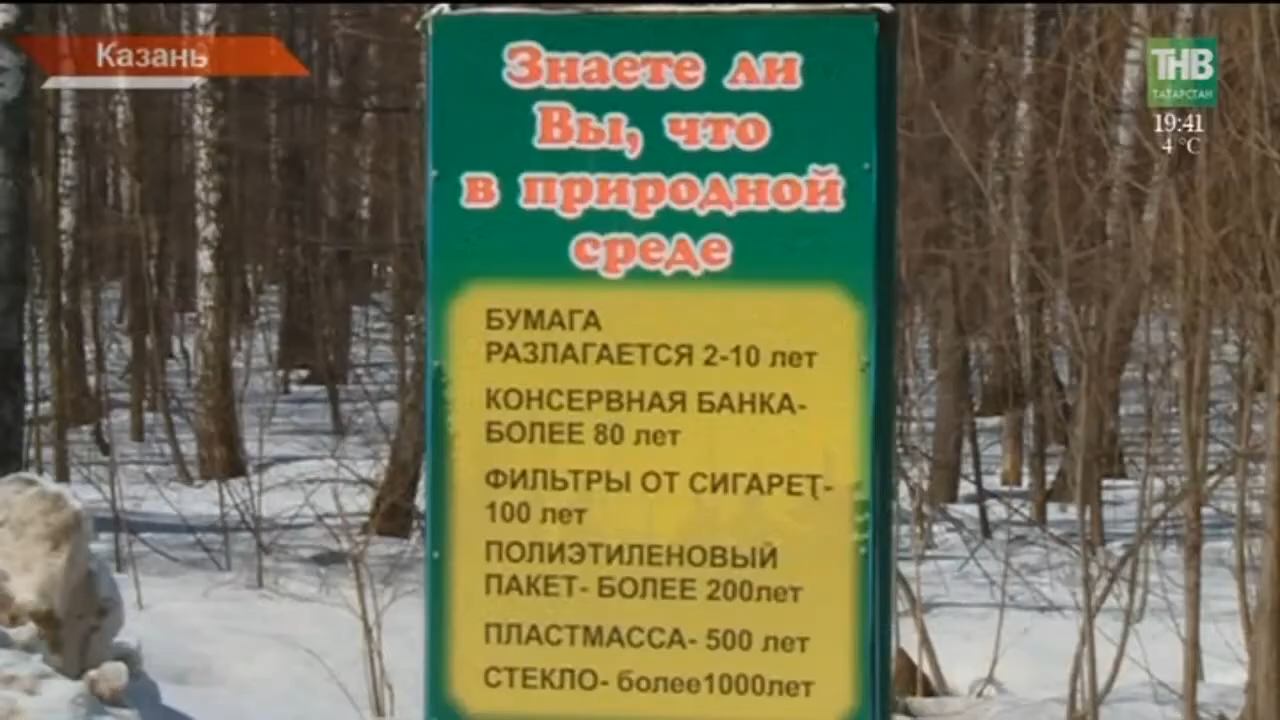 Казань
ТНВ
ТАТАРСТАН
19:41
4 °C
Знаете ли
Вы, что
в природной
среде
БУМАГА
РАЗЛАГАЕТСЯ 2-10 лет
КОНСЕРВНАЯ БАНКА-
БОЛЕЕ 80 лет
ФИЛЬТРЫ ОТ СИГАРЕТ-
100 лет
ПОЛИЭТИЛЕНОВЫЙ
ПАКЕТ- БОЛЕЕ 200лет
ПЛАСТМАССА- 500 лет
СТЕКЛО- более1000лет